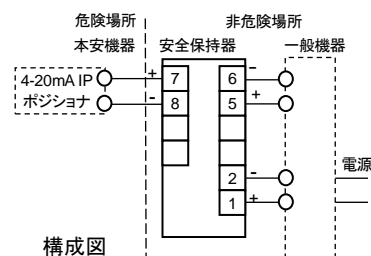 危険場所 非危険場所
本安機器 安全保持器 一般機器
4-20mA IP + 7 6 -
ポジショナ - 8 5 +
2 - 電源
1 +
構成図